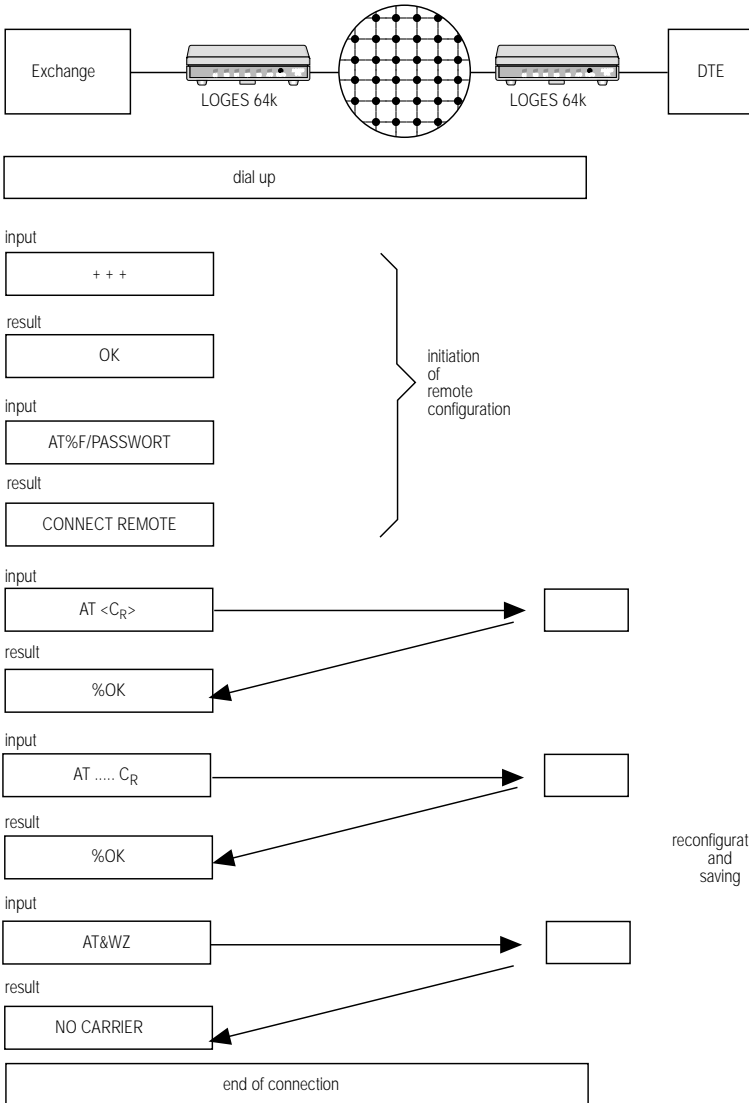 Exchange
LOGES 64k
LOGES 64k
DTE
dial up
input
+ + +
result
OK
input
AT%F/PASSWORT
result
CONNECT REMOTE
initiation
of
remote
configuration
input
AT <CR>
result
%OK
input
AT ..... CR
result
%OK
reconfigurat
and
saving
input
AT&WZ
result
NO CARRIER
end of connection